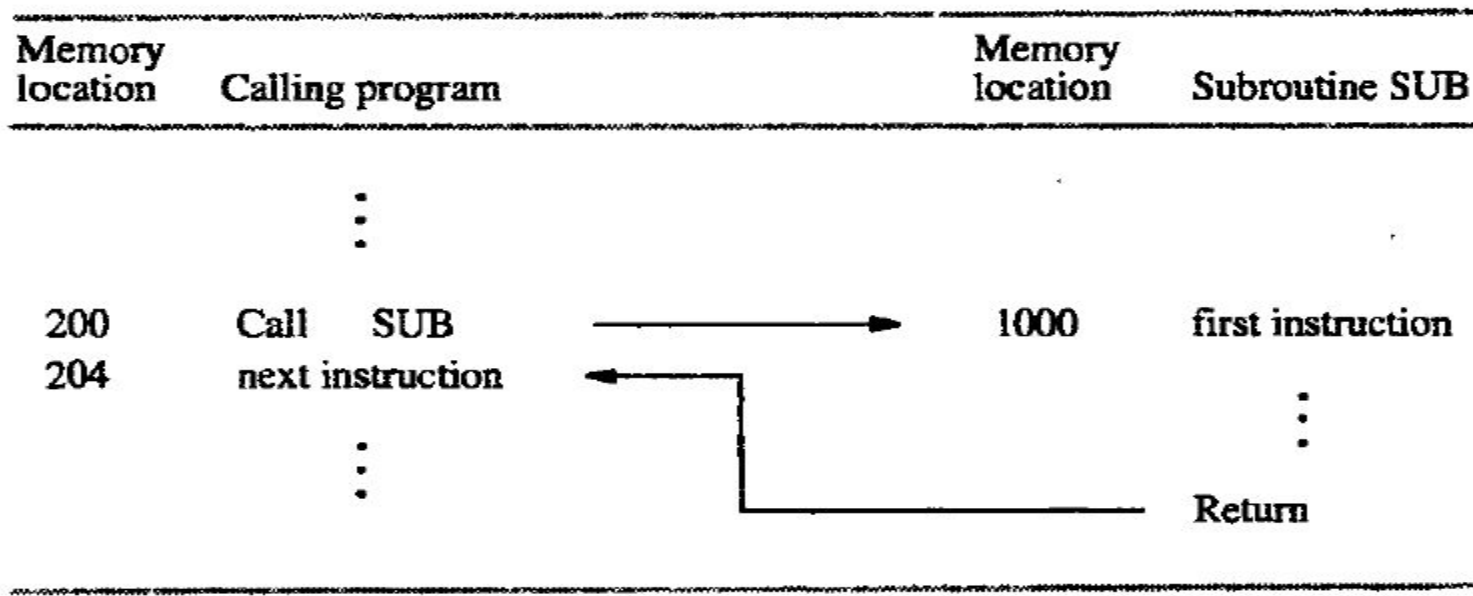 Memory location Calling program Memory location Subroutine SUB
200 Call SUB 1000 first instruction
204 next instruction
Return